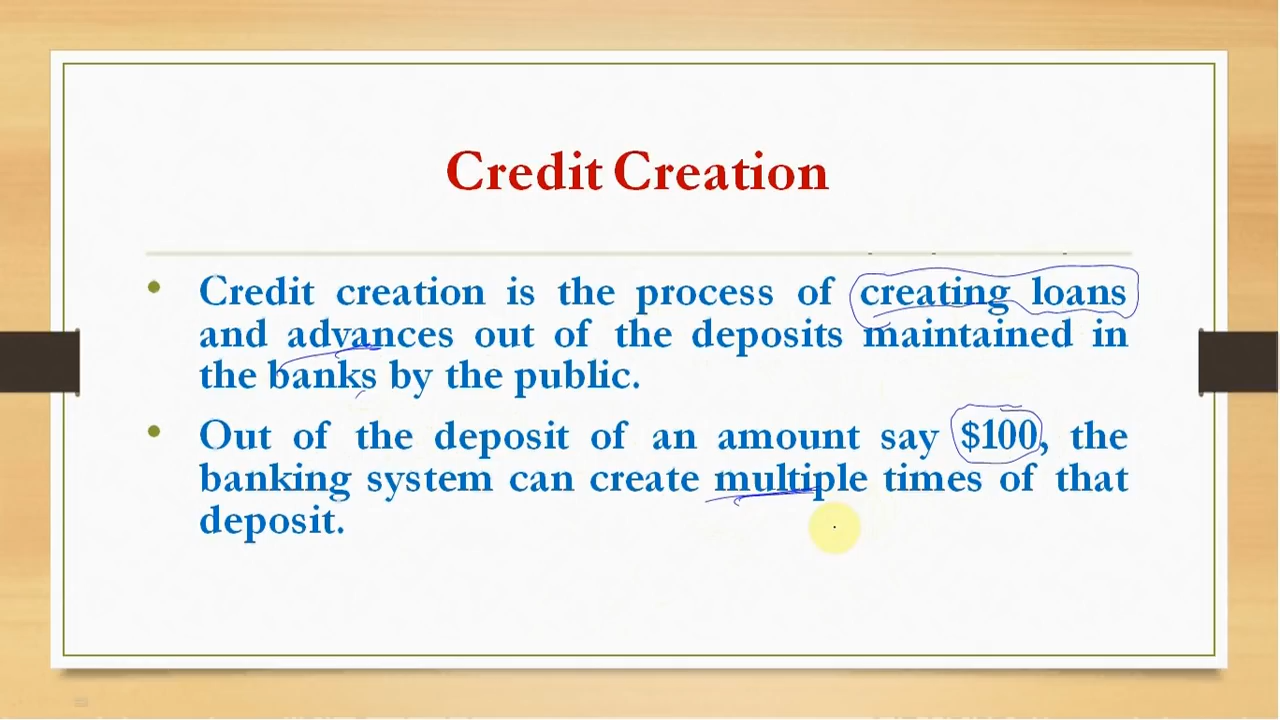 Credit Creation
• Credit creation is the process of creating loans
and advances out of the deposits maintained in
the banks by the public.
• Out of the deposit of an amount say $100, the
banking system can create multiple times of that
deposit.